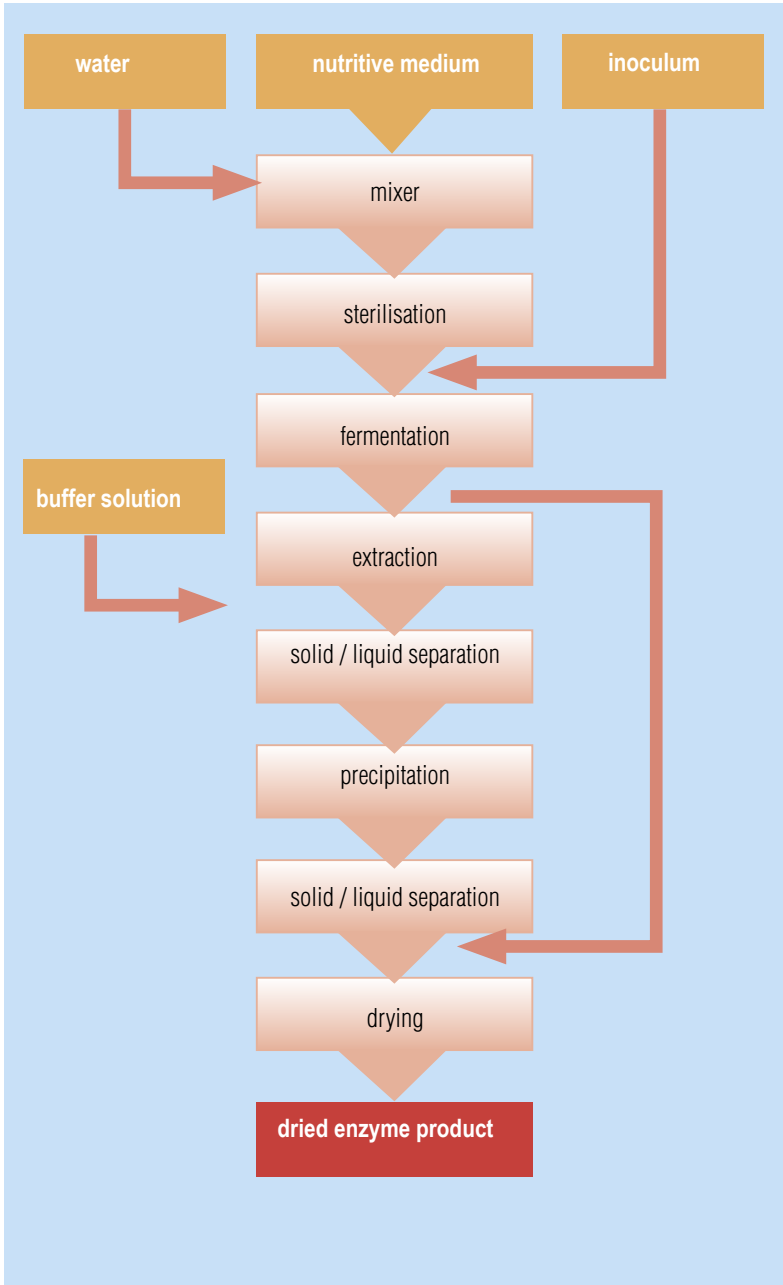 water
nutritive medium
inoculum
mixer
sterilisation
fermentation
buffer solution
extraction
solid / liquid separation
precipitation
solid / liquid separation
drying
dried enzyme product